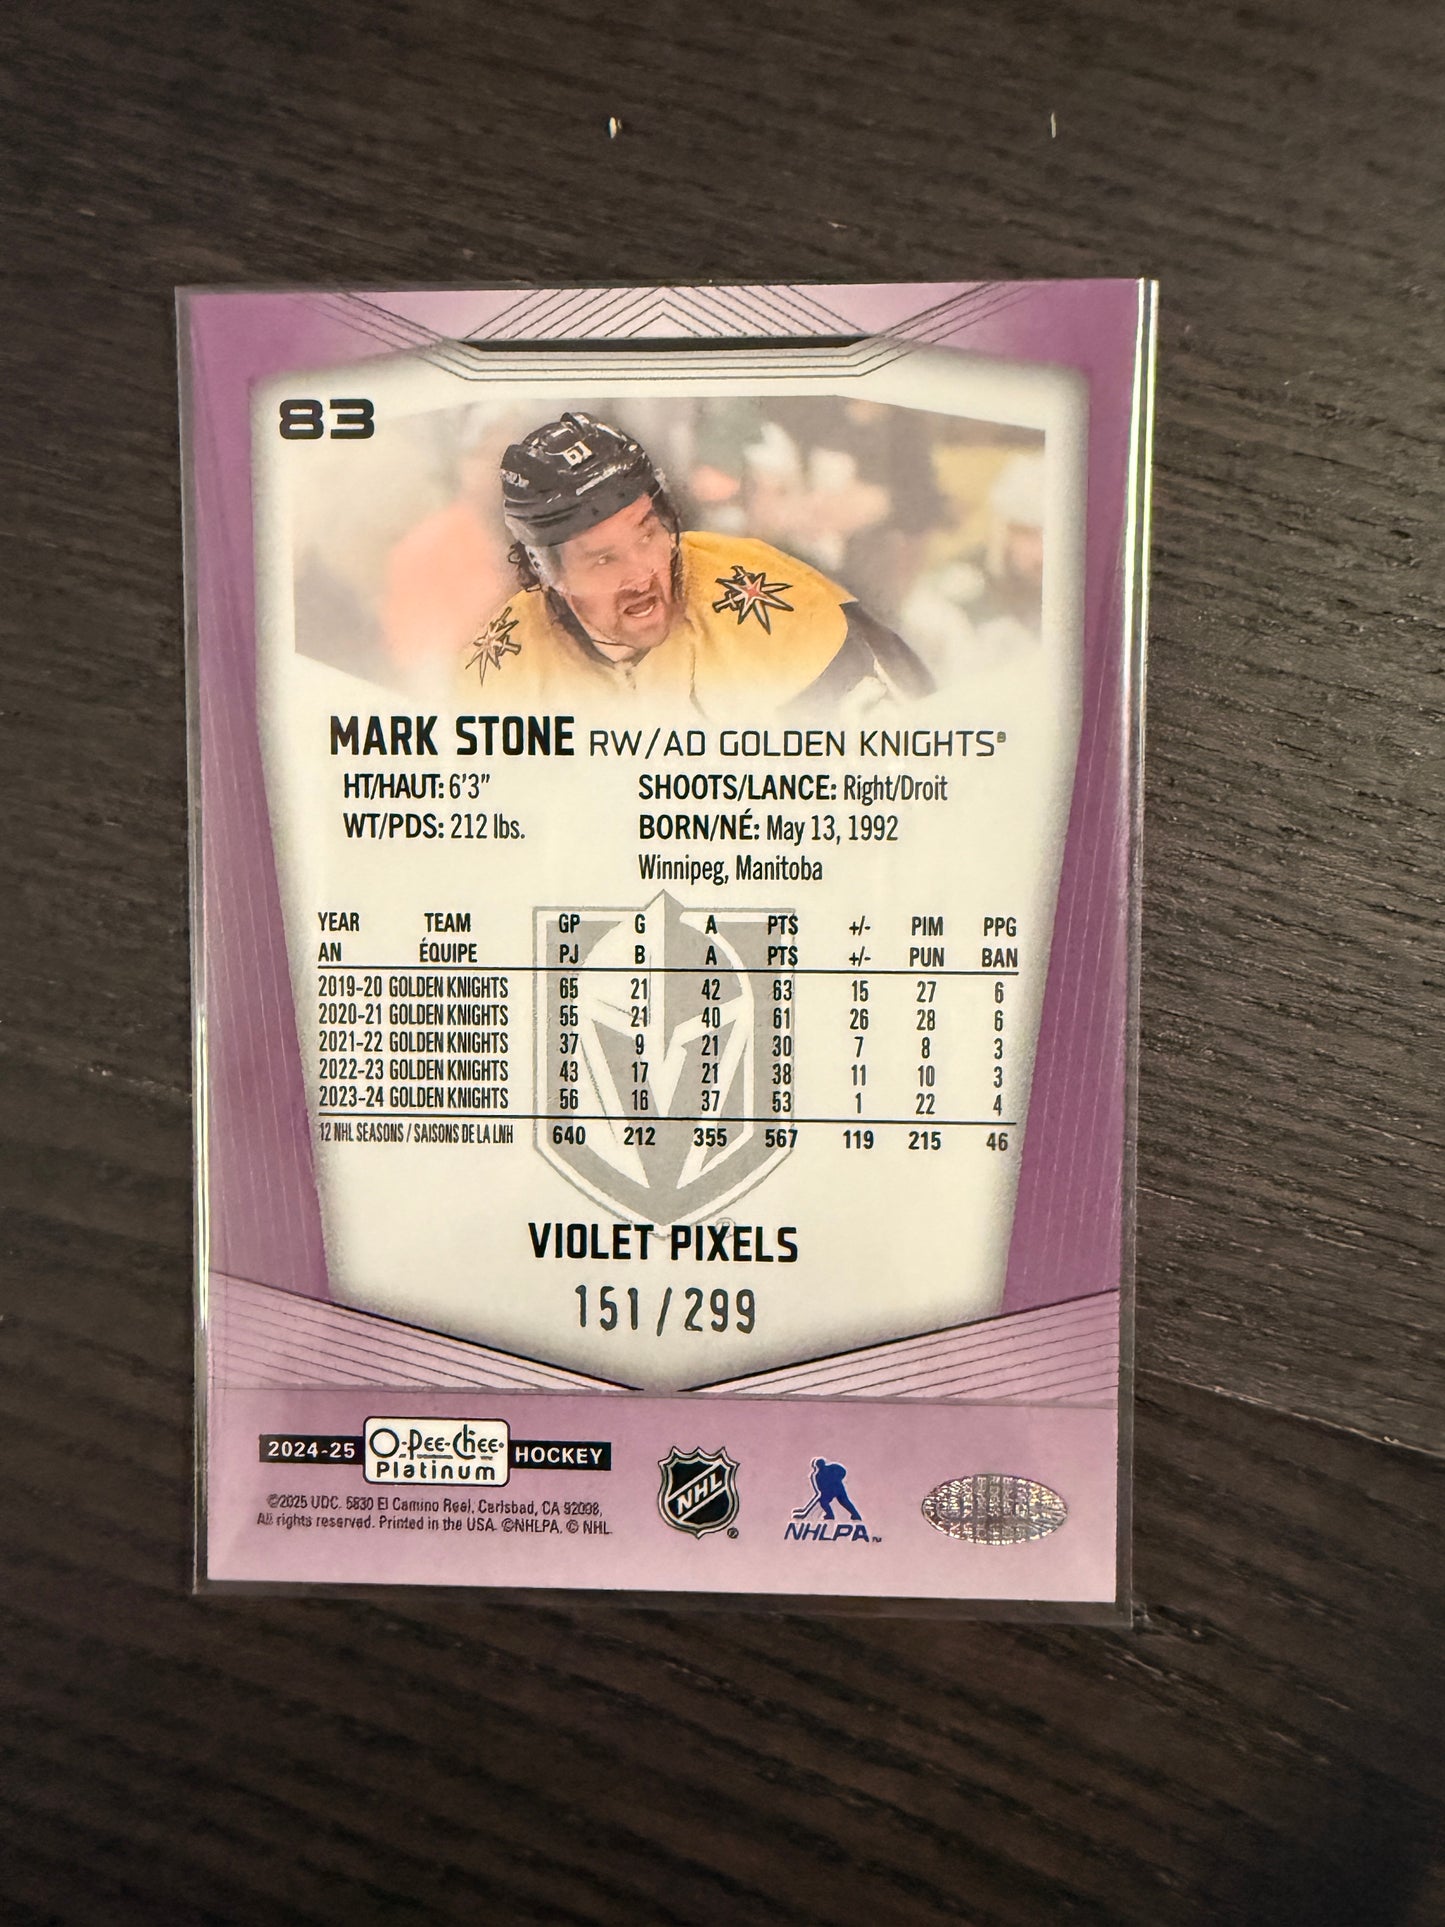 83
61
MARK STONE RW/AD GOLDEN KNIGHTS®
HT/HAUT: 6'3" SHOOTS/LANCE: Right/Droit
WT/PDS: 212 lbs. BORN/NÉ: May 13, 1992
Winnipeg, Manitoba
YEAR TEAM GP G A PTS +/- PIM PPG
AN ÉQUIPE PJ B A PTS +/- PUN BAN
2019-20 GOLDEN KNIGHTS 65 21 42 63 15 27 6
2020-21 GOLDEN KNIGHTS 55 21 40 61 26 28 6
2021-22 GOLDEN KNIGHTS 37 9 21 30 7 8 3
2022-23 GOLDEN KNIGHTS 43 17 21 38 11 10 3
2023-24 GOLDEN KNIGHTS 56 16 37 53 1 22 4
12 NHL SEASONS / SAISONS DE LA LNH 640 212 355 567 119 215 46
VIOLET PIXELS
151/299
2024-25 O-Pee-Chee Platinum HOCKEY
©2025 UDC. 5830 El Camino Real, Carlsbad, CA 92008.
All rights reserved. Printed in the USA. ©NHLPA. © NHL.
NHL ®
NHLPA™